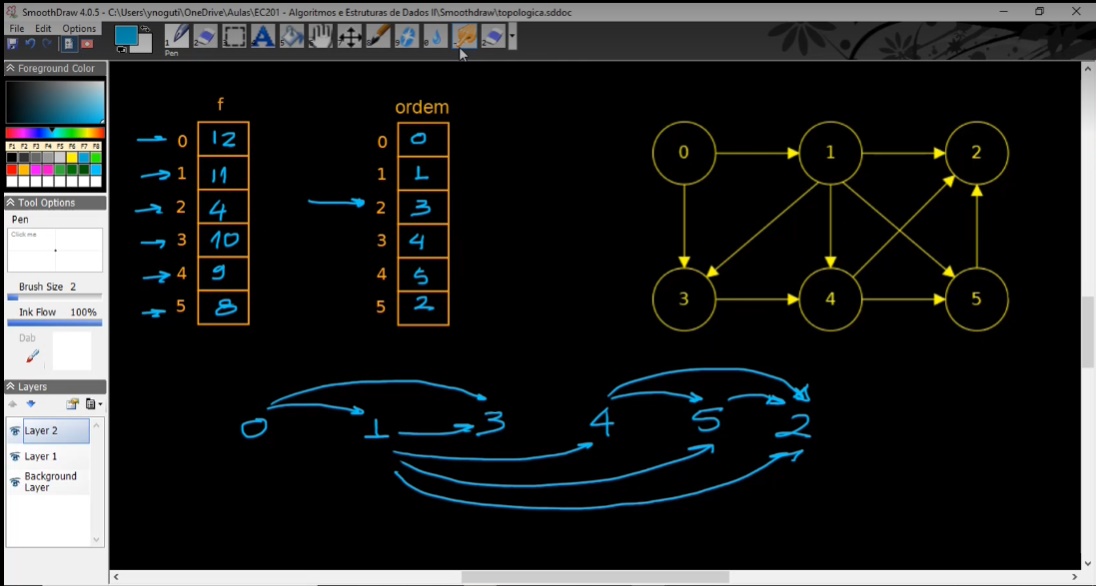 SmoothDraw 4.0.5 - C:\Users\ynoguti\OneDrive\Aulas\EC201 - Algoritmos e Estruturas de Dados II\Smoothdraw\topologica.sddoc
File Edit Options
Pen
Foreground Color
F1 F2 F3 F4 F5 F6 F7 F8
Tool Options
Pen
Click me
Brush Size 2
Ink Flow 100%
Dab
Layers
Layer 2
Layer 1
Background
Layer
f
0 12
1 11
2 4
3 10
4 9
5 8
ordem
0 0
1 1
2 3
3 4
4 5
5 2
0 1 2
3 4 5
0 1 3 4 5 2